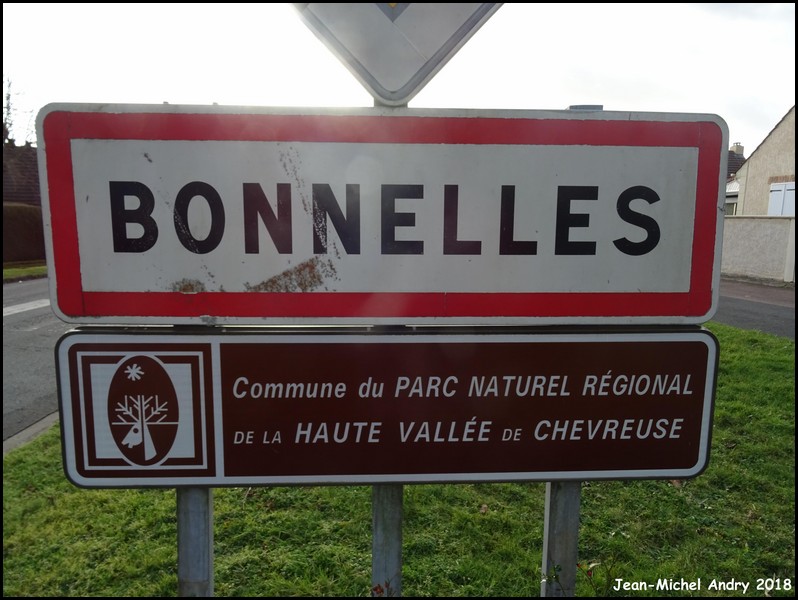 BONNELLES
Commune du PARC NATUREL RÉGIONAL
DE LA HAUTE VALLÉE DE CHEVREUSE
Jean-Michel Andry 2018